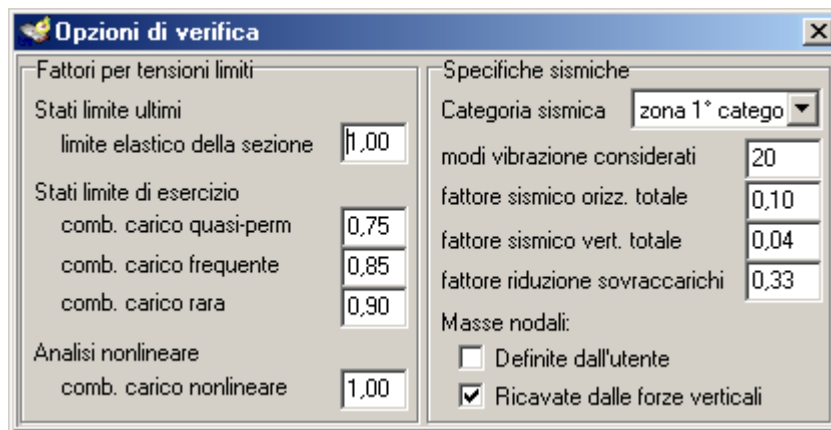 Opzioni di verifica
Fattori per tensioni limiti
Stati limite ultimi
limite elastico della sezione 1,00
Stati limite di esercizio
comb. carico quasi-perm 0,75
comb. carico frequente 0,85
comb. carico rara 0,90
Analisi nonlineare
comb. carico nonlineare 1,00
Specifiche sismiche
Categoria sismica zona 1° catego
modi vibrazione considerati 20
fattore sismico orizz. totale 0,10
fattore sismico vert. totale 0,04
fattore riduzione sovraccarichi 0,33
Masse nodali:
Definite dall'utente
Ricavate dalle forze verticali